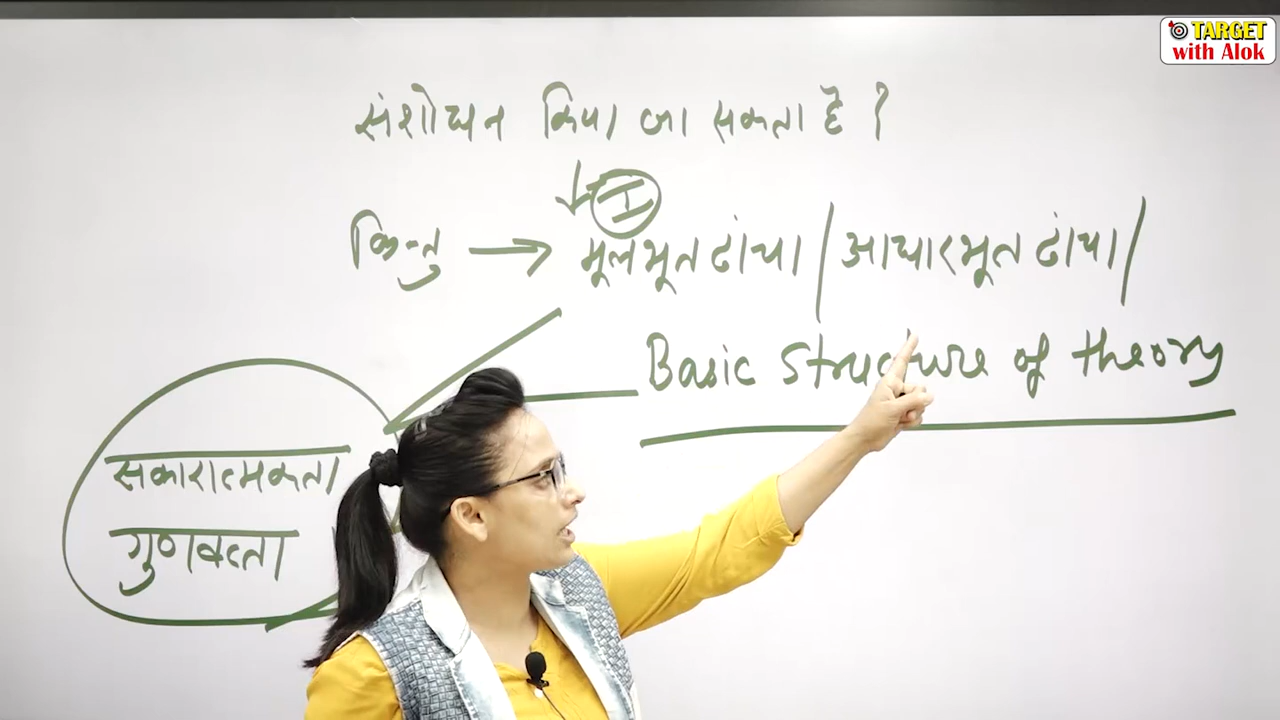 TARGET
with Alok
संशोधन किया जा सकता है ?
I
किन्तु → मूलभूत ढांचा / आधारभूत ढांचा /
Basic Structure of theory
सकारात्मकता
गुणवत्ता